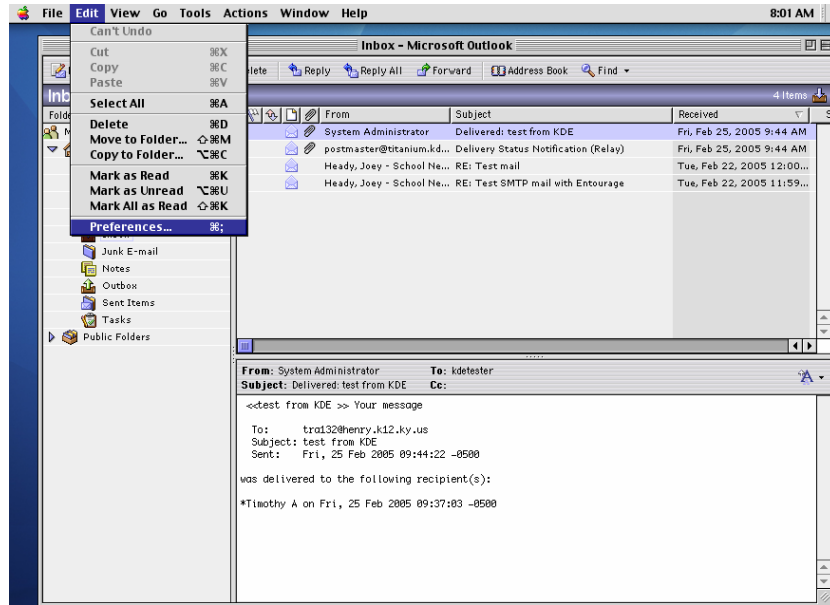 File Edit View Go Tools Actions Window Help 8:01 AM
Can't Undo
Cut ⌘X
Copy ⌘C
Paste ⌘V
Select All ⌘A
Delete ⌘D
Move to Folder... ⇧⌘M
Copy to Folder... ⌥⌘C
Mark as Read ⌘K
Mark as Unread ⌥⌘U
Mark All as Read ⇧⌘K
Preferences... ⌘;
Inbox - Microsoft Outlook
Reply Reply All Forward Address Book Find
4 Items
From Subject Received
System Administrator Delivered: test from KDE Fri, Feb 25, 2005 9:44 AM
postmaster@titanium.kd... Delivery Status Notification (Relay) Fri, Feb 25, 2005 9:44 AM
Heady, Joey - School Ne... RE: Test mail Tue, Feb 22, 2005 12:00...
Heady, Joey - School Ne... RE: Test SMTP mail with Entourage Tue, Feb 22, 2005 11:59...
Junk E-mail
Notes
Outbox
Sent Items
Tasks
Public Folders
From: System Administrator To: kdetester
Subject: Delivered: test from KDE Cc:
<<test from KDE >> Your message
To: tra132@henry.k12.ky.us
Subject: test from KDE
Sent: Fri, 25 Feb 2005 09:44:22 -0500
was delivered to the following recipient(s):
*Timothy A on Fri, 25 Feb 2005 09:37:03 -0500